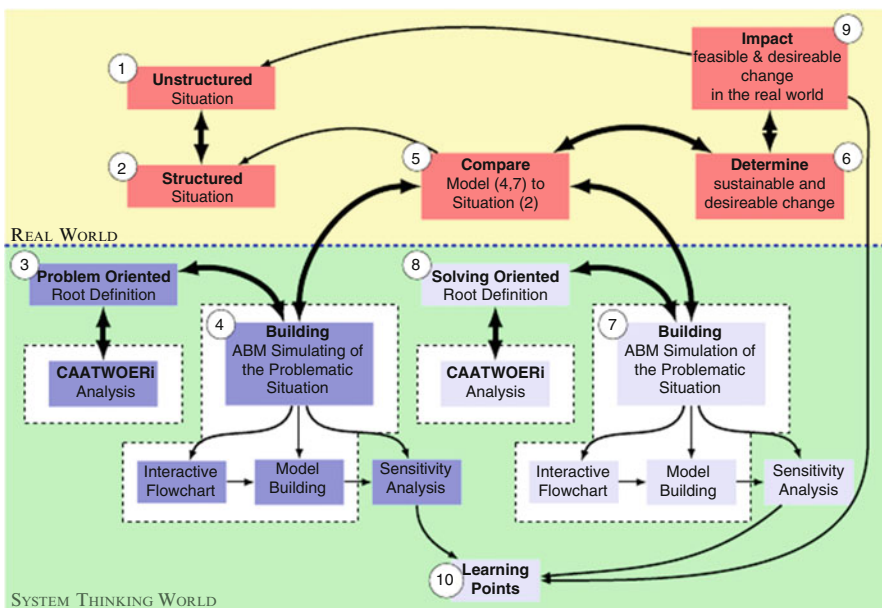 9
Impact
feasible & desireable
change
in the real world
1
Unstructured
Situation
2
Structured
Situation
5
Compare
Model (4,7) to
Situation (2)
6
Determine
sustainable and
desireable change
REAL WORLD
3
Problem Oriented
Root Definition
8
Solving Oriented
Root Definition
4
Building
ABM Simulating of
the Problematic
Situation
7
Building
ABM Simulation of
the Problematic
Situation
CAATWOERi
Analysis
CAATWOERi
Analysis
Interactive
Flowchart
Model
Building
Sensitivity
Analysis
Interactive
Flowchart
Model
Building
Sensitivity
Analysis
10
Learning
Points
SYSTEM THINKING WORLD